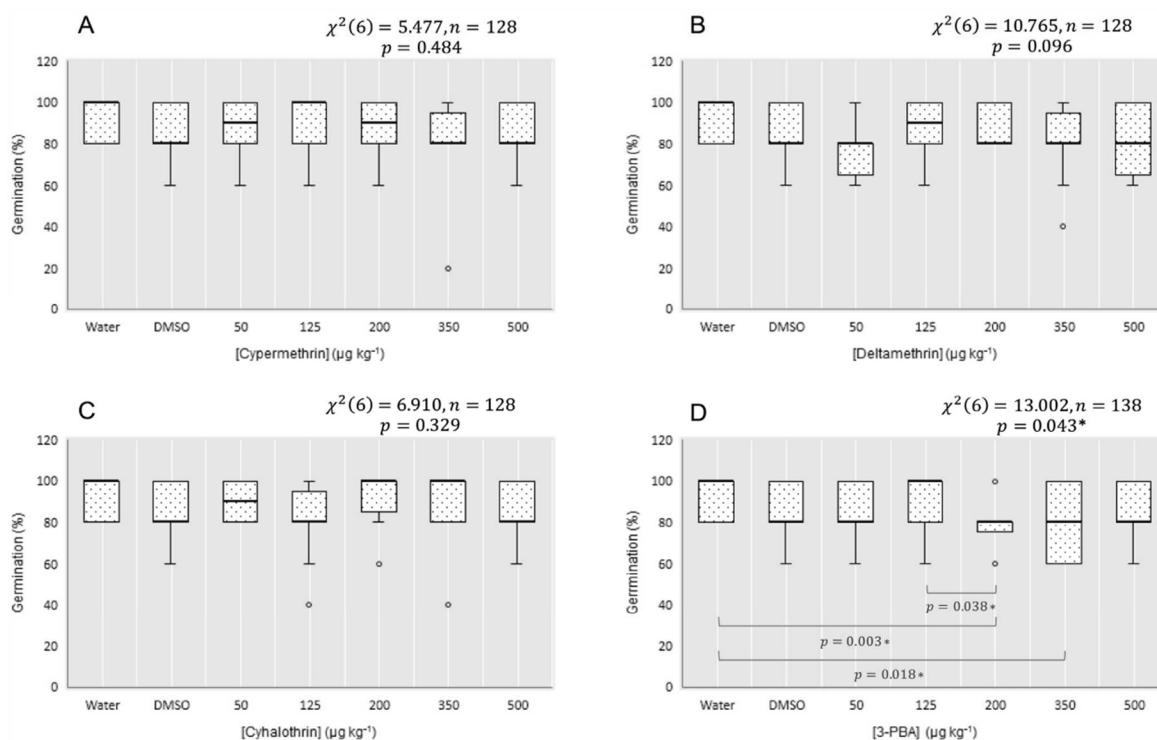 A
χ²(6) = 5.477, n = 128
p = 0.484
120
100
80
60
40
20
0
Germination (%)
Water DMSO 50 125 200 350 500
[Cypermethrin] (µg kg⁻¹)
B
χ²(6) = 10.765, n = 128
p = 0.096
120
100
80
60
40
20
0
Germination (%)
Water DMSO 50 125 200 350 500
[Deltamethrin] (µg kg⁻¹)
C
χ²(6) = 6.910, n = 128
p = 0.329
120
100
80
60
40
20
0
Germination (%)
Water DMSO 50 125 200 350 500
[Cyhalothrin] (µg kg⁻¹)
D
χ²(6) = 13.002, n = 138
p = 0.043*
120
100
80
60
40
20
0
Gerrmination (%)
p = 0.038*
p = 0.003*
p = 0.018*
Water DMSO 50 125 200 350 500
[3-PBA] (µg kg⁻¹)